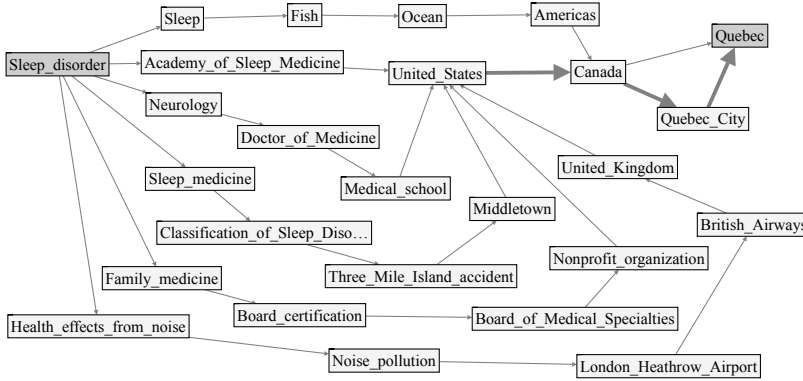 Sleep
Fish
Ocean
Americas
Quebec
Sleep_disorder
Academy_of_Sleep_Medicine
United_States
Canada
Neurology
Quebec_City
Doctor_of_Medicine
United_Kingdom
Sleep_medicine
Medical_school
Middletown
British_Airways
Classification_of_Sleep_Diso…
Nonprofit_organization
Family_medicine
Three_Mile_Island_accident
Board_certification
Board_of_Medical_Specialties
Health_effects_from_noise
Noise_pollution
London_Heathrow_Airport